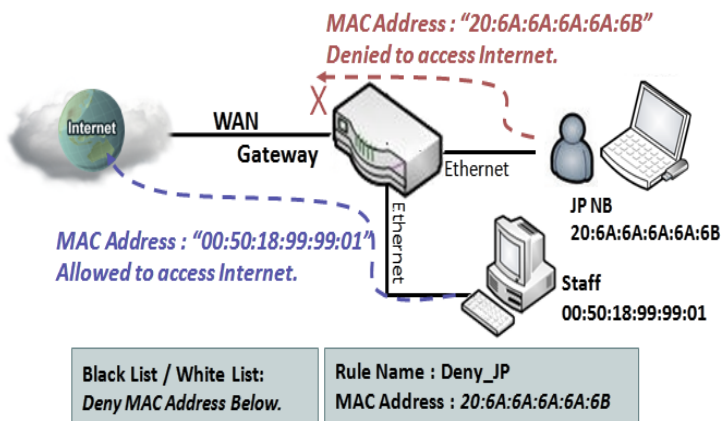 MAC Address : “20:6A:6A:6A:6A:6B”
Denied to access Internet.
Internet
WAN
Gateway
Ethernet
Ethernet
JP NB
20:6A:6A:6A:6A:6B
MAC Address : “00:50:18:99:99:01”
Allowed to access Internet.
Staff
00:50:18:99:99:01
Black List / White List:
Deny MAC Address Below.
Rule Name : Deny_JP
MAC Address : 20:6A:6A:6A:6A:6B